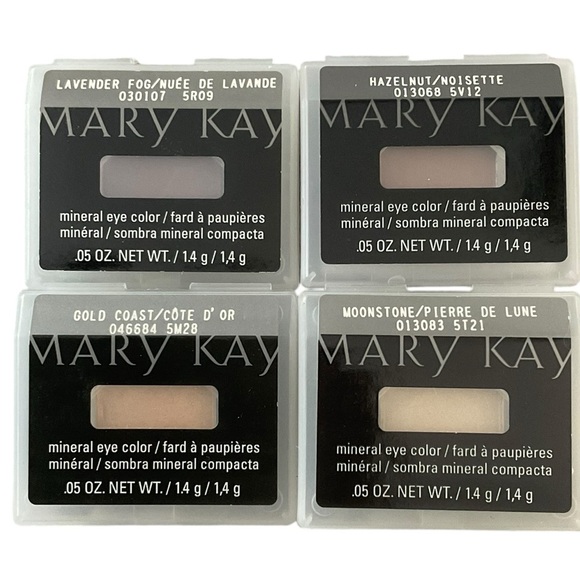 LAVENDER FOG/NUÉE DE LAVANDE
030107 5R09
MARY KAY
mineral eye color / fard à paupières
minéral / sombra mineral compacta
.05 OZ. NET WT. / 1.4 g / 1,4 g
HAZELNUT/NOISETTE
013068 5V12
MARY KAY
mineral eye color / fard à paupières
minéral / sombra mineral compacta
.05 OZ. NET WT. / 1.4 g / 1,4 g
GOLD COAST/CÔTE D'OR
046684 5M28
MARY KAY
mineral eye color / fard à paupières
minéral / sombra mineral compacta
.05 OZ. NET WT. / 1.4 g / 1,4 g
MOONSTONE/PIERRE DE LUNE
013083 5T21
MARY KAY
mineral eye color / fard à paupières
minéral / sombra mineral compacta
.05 OZ. NET WT. / 1.4 g / 1,4 g